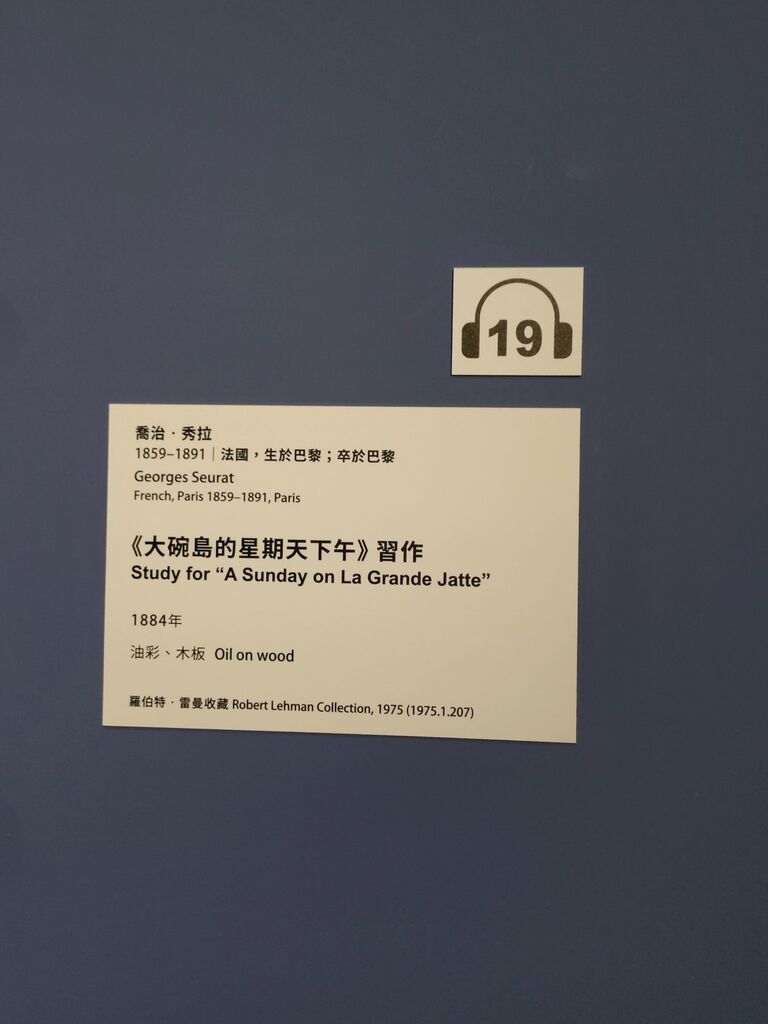 19
喬治．秀拉
1859–1891｜法國，生於巴黎；卒於巴黎
Georges Seurat
French, Paris 1859–1891, Paris
《大碗島的星期天下午》習作
Study for “A Sunday on La Grande Jatte”
1884年
油彩、木板 Oil on wood
羅伯特．雷曼收藏 Robert Lehman Collection, 1975 (1975.1.207)